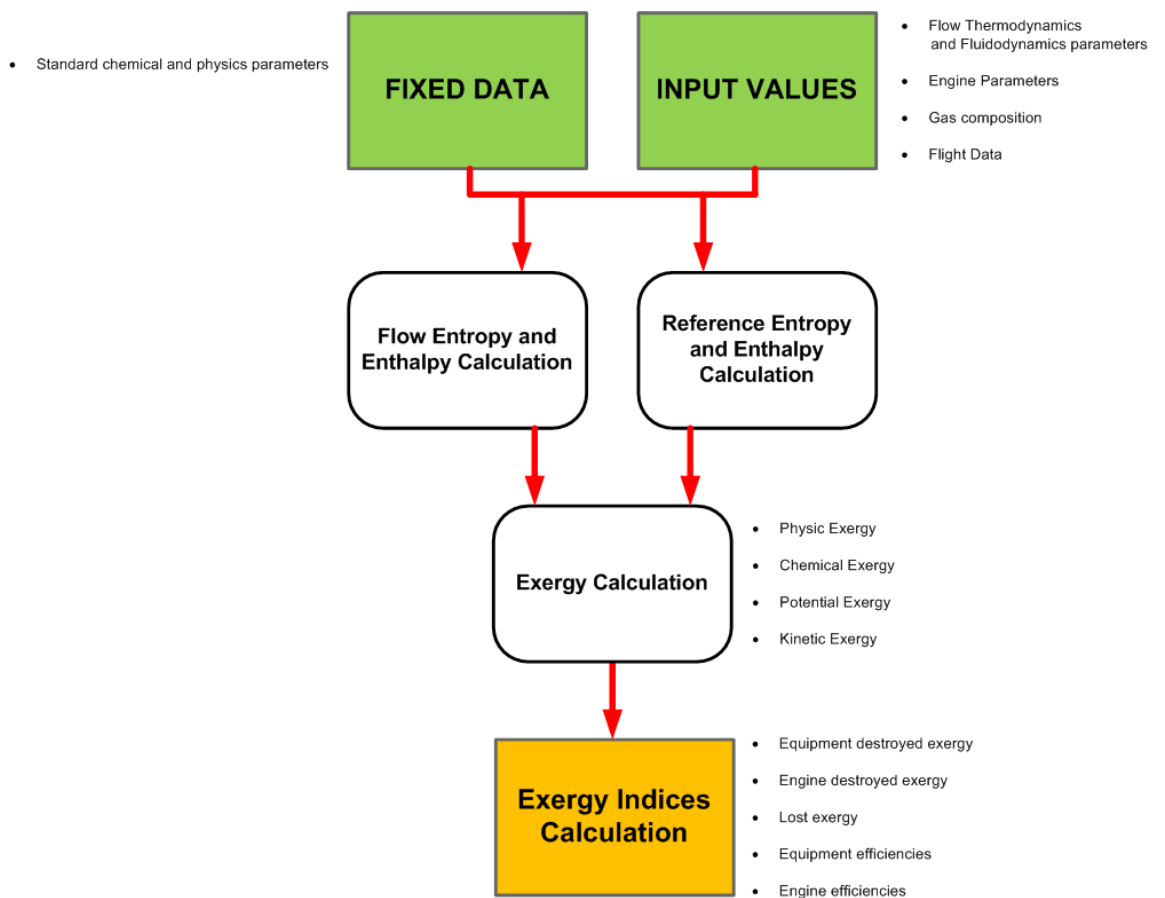 • Standard chemical and physics parameters
FIXED DATA
INPUT VALUES
• Flow Thermodynamics
and Fluidodynamics parameters
• Engine Parameters
• Gas composition
• Flight Data
Flow Entropy and
Enthalpy Calculation
Reference Entropy
and Enthalpy
Calculation
Exergy Calculation
• Physic Exergy
• Chemical Exergy
• Potential Exergy
• Kinetic Exergy
Exergy Indices
Calculation
• Equipment destroyed exergy
• Engine destroyed exergy
• Lost exergy
• Equipment efficiencies
• Engine efficiencies